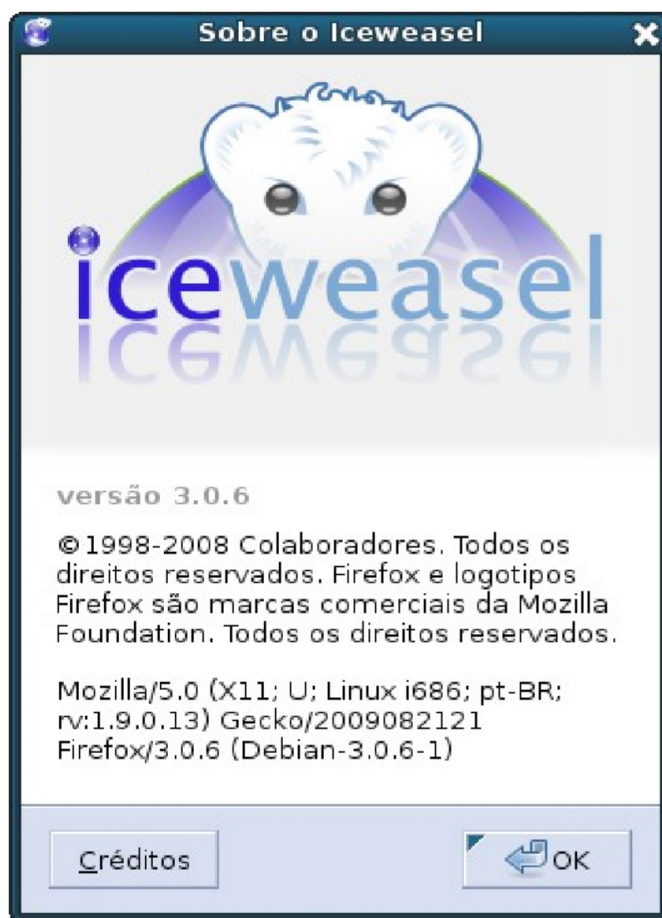 Sobre o Iceweasel
iceweasel
versão 3.0.6
©1998-2008 Colaboradores. Todos os
direitos reservados. Firefox e logotipos
Firefox são marcas comerciais da Mozilla
Foundation. Todos os direitos reservados.
Mozilla/5.0 (X11; U; Linux i686; pt-BR;
rv:1.9.0.13) Gecko/2009082121
Firefox/3.0.6 (Debian-3.0.6-1)
Créditos
OK